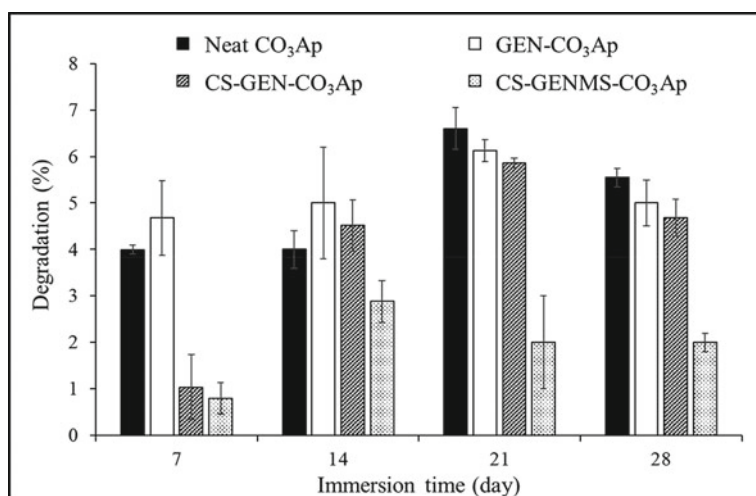 Neat CO₃Ap GEN-CO₃Ap
CS-GEN-CO₃Ap CS-GENMS-CO₃Ap
Degradation (%)
8
7
6
5
4
3
2
1
0
7 14 21 28
Immersion time (day)